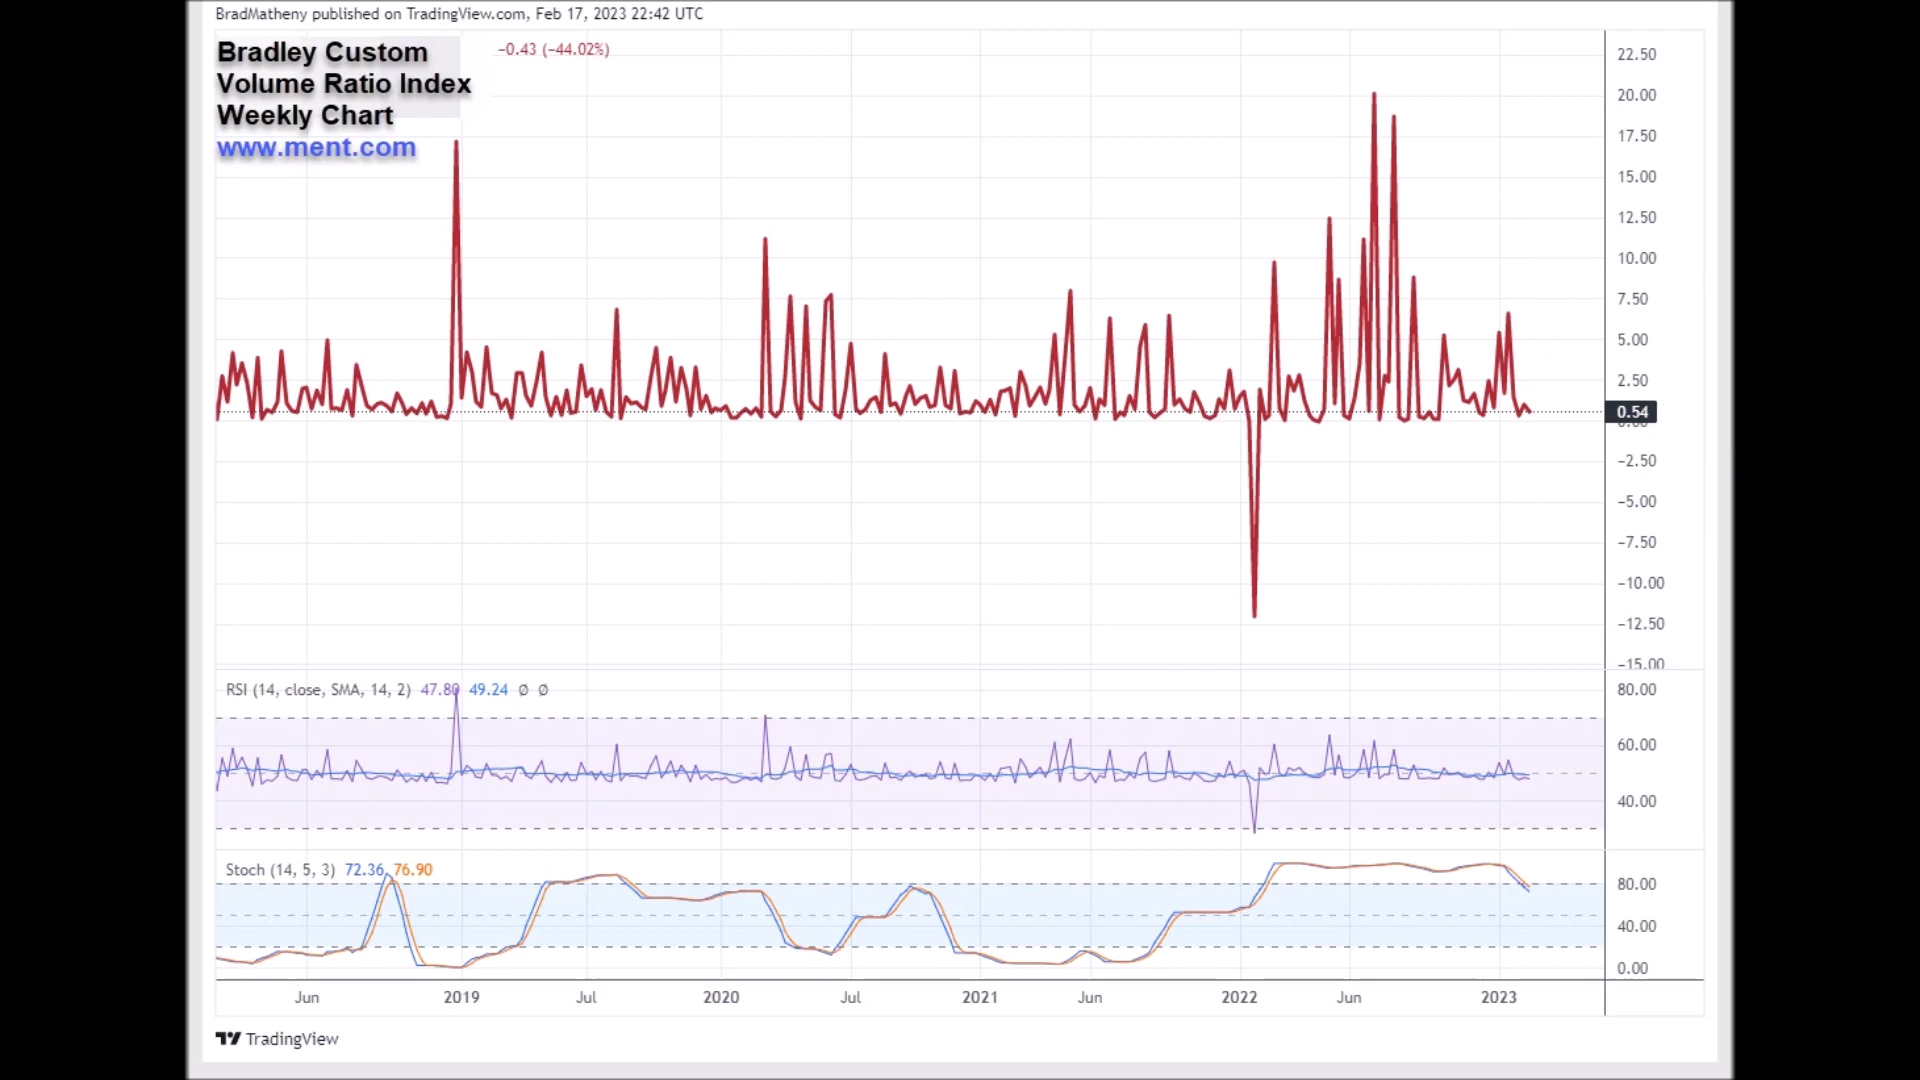 BradMatheny published on TradingView.com, Feb 17, 2023 22:42 UTC
Bradley Custom
Volume Ratio Index
Weekly Chart
www.ment.com
−0.43 (−44.02%)
22.50
20.00
17.50
15.00
12.50
10.00
7.50
5.00
2.50
0.54
0.00
−2.50
−5.00
−7.50
−10.00
−12.50
−15.00
RSI (14, close, SMA, 14, 2) 47.80 49.24 Ø Ø
80.00
60.00
40.00
Stoch (14, 5, 3) 72.36 76.90
80.00
40.00
0.00
Jun 2019 Jul 2020 Jul 2021 Jun 2022 Jun 2023
TradingView